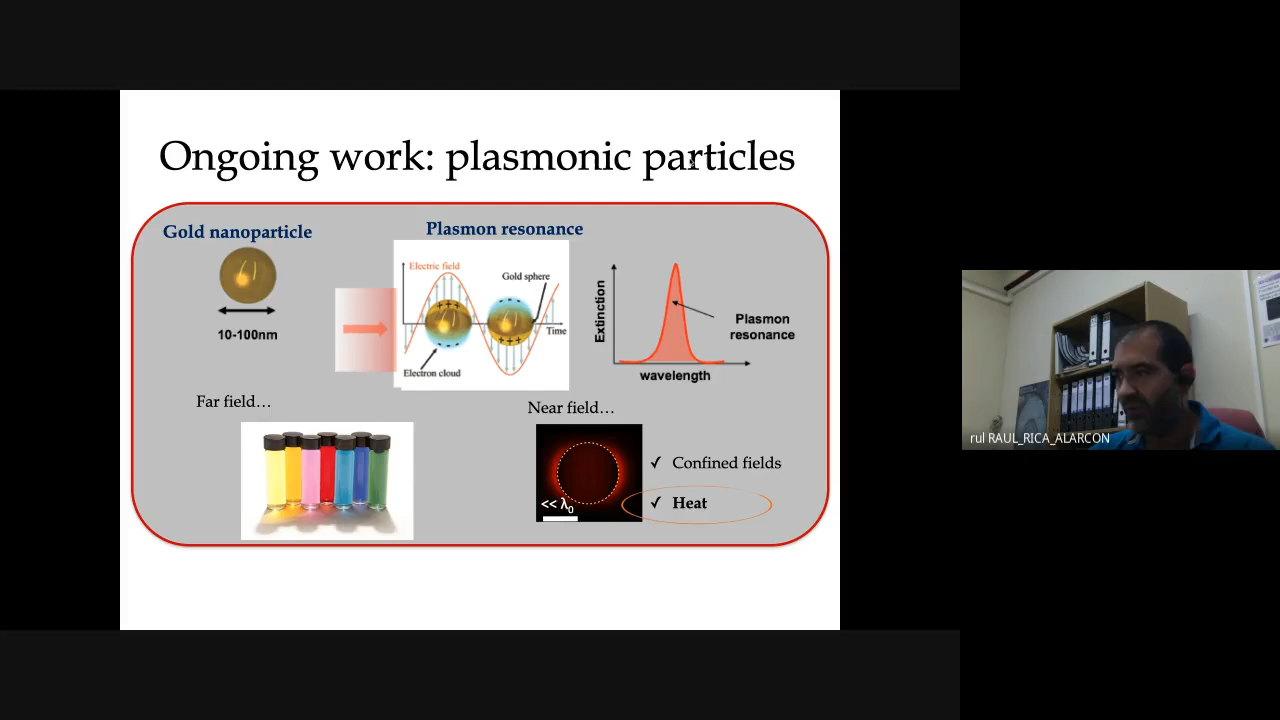 Ongoing work: plasmonic particles
Gold nanoparticle
Plasmon resonance
10-100nm
Electric field
Gold sphere
Time
Electron cloud
Extinction
Plasmon
resonance
wavelength
Far field…
Near field…
<< λ0
✓ Confined fields
✓ Heat
rul RAUL_RICA_ALARCON